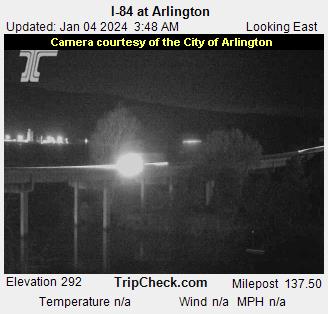 I-84 at Arlington
Updated: Jan 04 2024 3:48 AM Looking East
Camera courtesy of the City of Arlington
Elevation 292 TripCheck.com Milepost 137.50
Temperature n/a Wind n/a MPH n/a